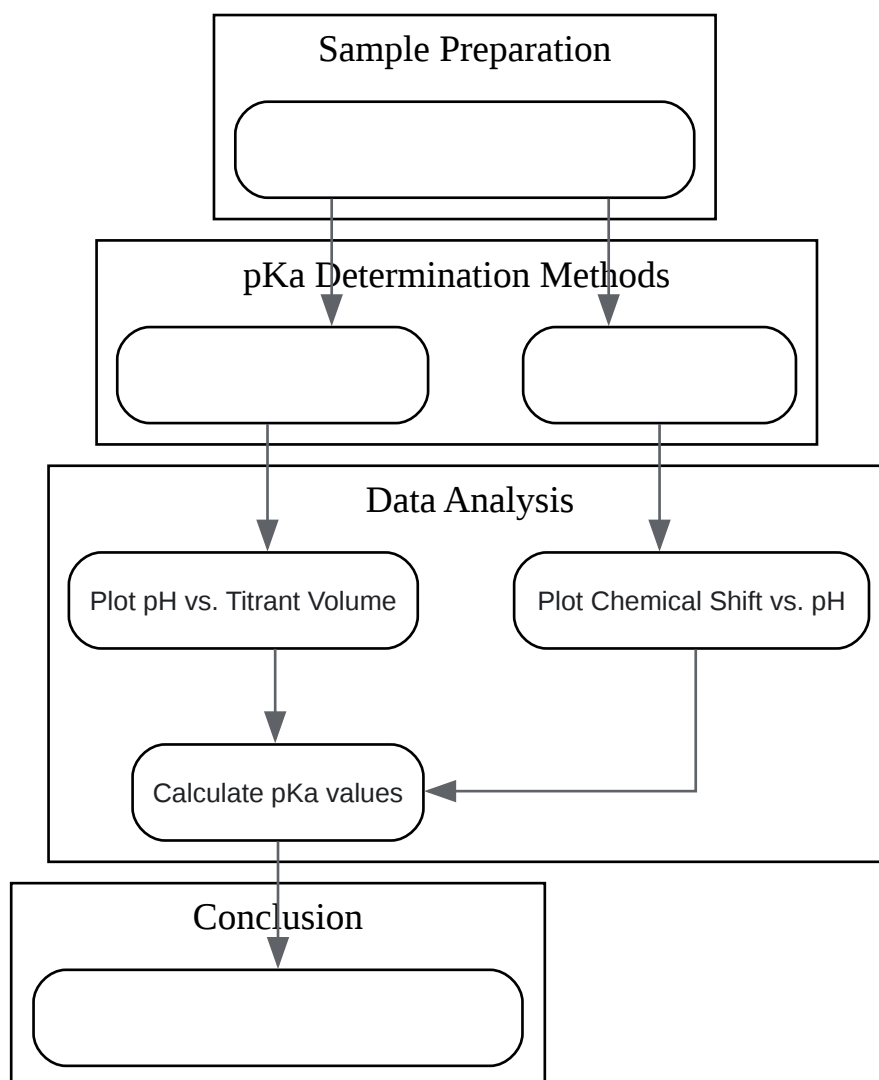 Sample Preparation
pKa Determination Methods
Data Analysis
Plot pH vs. Titrant Volume
Plot Chemical Shift vs. pH
Calculate pKa values
Conclusion